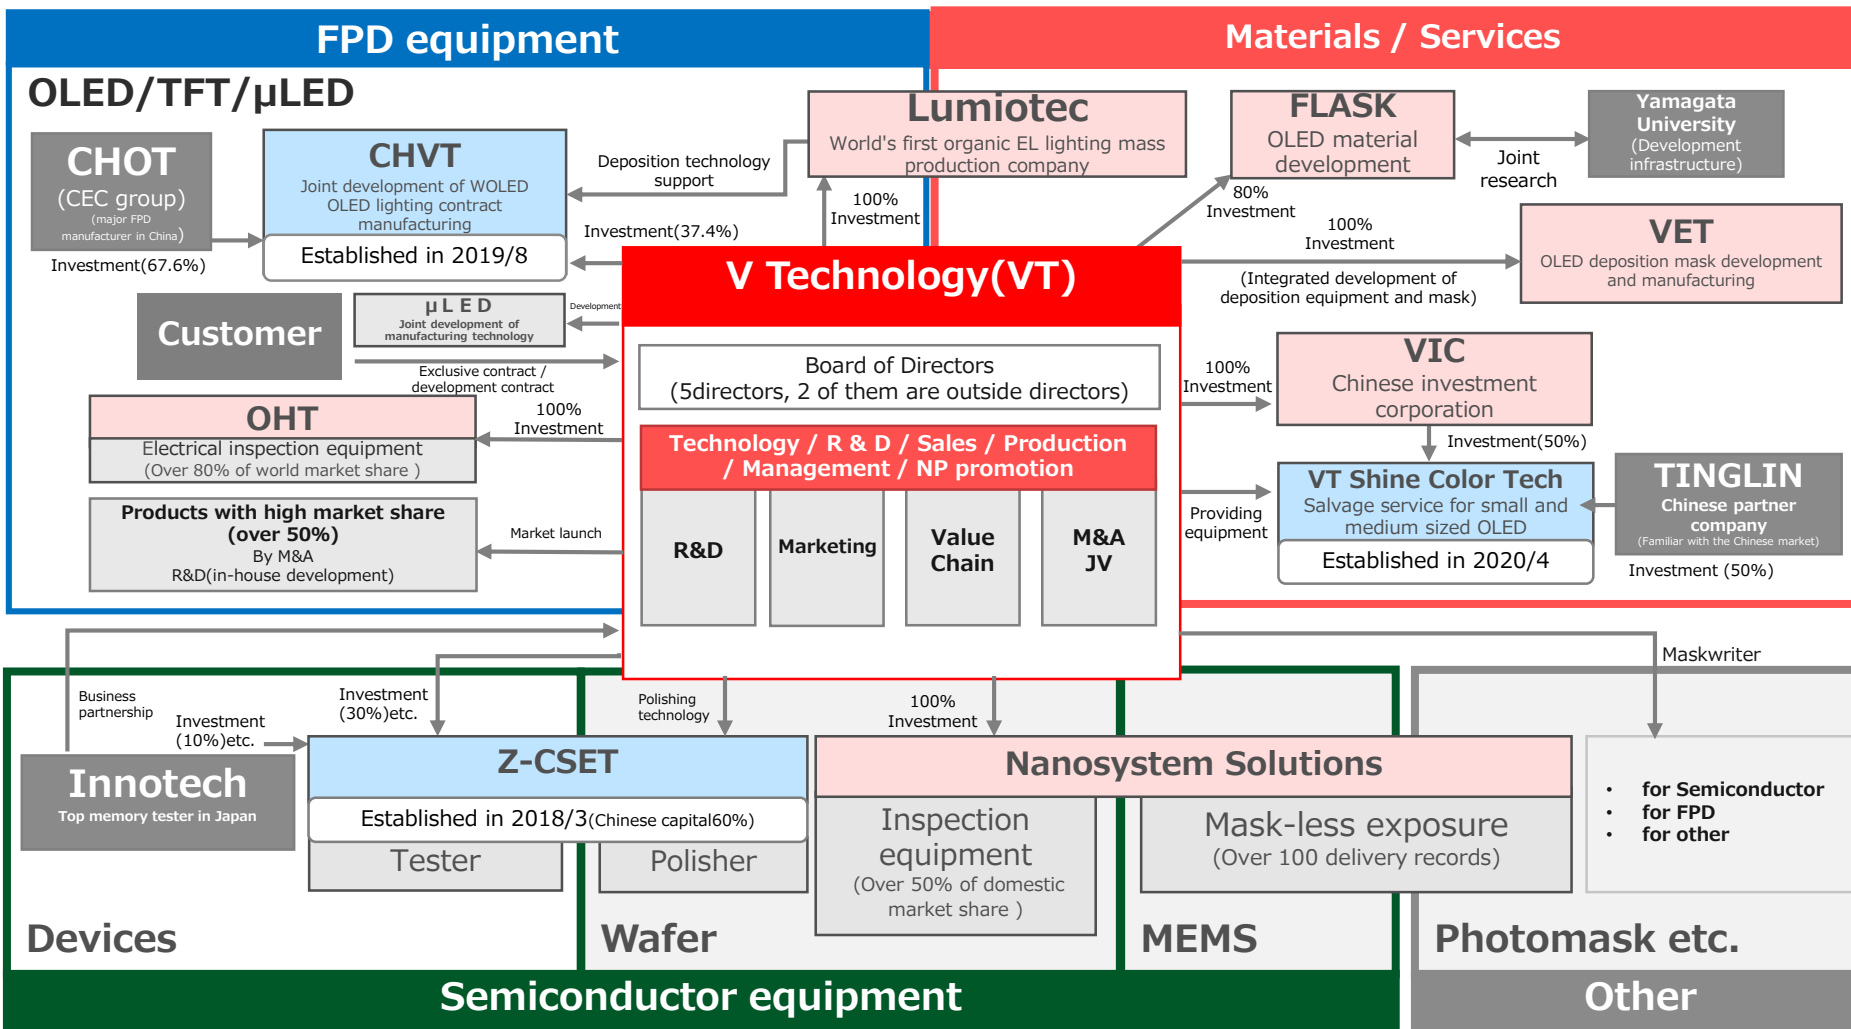 FPD equipment
Materials / Services
OLED/TFT/μLED
CHOT
(CEC group)
(major FPD
manufacturer in China)
Investment(67.6%)
CHVT
Joint development of WOLED
OLED lighting contract
manufacturing
Established in 2019/8
Deposition technology
support
Investment(37.4%)
Lumiotec
World's first organic EL lighting mass
production company
100%
Investment
FLASK
OLED material
development
80%
Investment
Joint
research
Yamagata
University
(Development
infrastructure)
100%
Investment
(Integrated development of
deposition equipment and mask)
VET
OLED deposition mask development
and manufacturing
Customer
μLED
Joint development of
manufacturing technology
Development
Exclusive contract /
development contract
OHT
Electrical inspection equipment
(Over 80% of world market share )
100%
Investment
Products with high market share
(over 50%)
By M&A
R&D(in-house development)
Market launch
V Technology(VT)
Board of Directors
(5directors, 2 of them are outside directors)
Technology / R & D / Sales / Production
/ Management / NP promotion
R&D
Marketing
Value
Chain
M&A
JV
100%
Investment
VIC
Chinese investment
corporation
Investment(50%)
Providing
equipment
VT Shine Color Tech
Salvage service for small and
medium sized OLED
Established in 2020/4
TINGLIN
Chinese partner
company
(Familiar with the Chinese market)
Investment (50%)
Business
partnership
Investment
(10%)etc.
Investment
(30%)etc.
Polishing
technology
100%
Investment
Maskwriter
Innotech
Top memory tester in Japan
Z-CSET
Established in 2018/3(Chinese capital60%)
Tester
Polisher
Nanosystem Solutions
Inspection
equipment
(Over 50% of domestic
market share )
Mask-less exposure
(Over 100 delivery records)
• for Semiconductor
• for FPD
• for other
Devices
Wafer
MEMS
Photomask etc.
Semiconductor equipment
Other